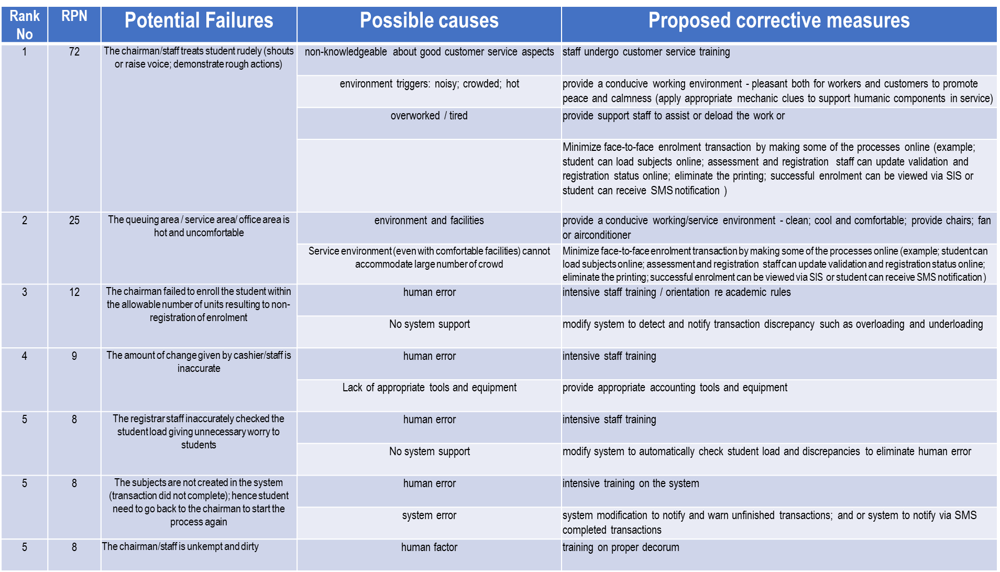 Rank No
RPN
Potential Failures
Possible causes
Proposed corrective measures
1
72
The chairman/staff treats student rudely (shouts
or raise voice; demonstrate rough actions)
non-knowledgeable about good customer service aspects
staff undergo customer service training
environment triggers: noisy; crowded; hot
provide a conducive working environment - pleasant both for workers and customers to promote
peace and calmness (apply appropriate mechanic clues to support humanic components in service)
overworked / tired
provide support staff to assist or deload the work or
Minimize face-to-face enrolment transaction by making some of the processes online (example;
student can load subjects online; assessment and registration staff can update validation and
registration status online; eliminate the printing; successful enrolment can be viewed via SIS or
student can receive SMS notification )
2
25
The queuing area / service area/ office area is
hot and uncomfortable
environment and facilities
provide a conducive working/service environment - clean; cool and comfortable; provide chairs; fan
or airconditioner
Service environment (even with comfortable facilities) cannot
accommodate large number of crowd
Minimize face-to-face enrolment transaction by making some of the processes online (example; student can
load subjects online; assessment and registration staff can update validation and registration status online;
eliminate the printing; successful enrolment can be viewed via SIS or student can receive SMS notification )
3
12
The chairman failed to enroll the student within
the allowable number of units resulting to non-
registration of enrolment
human error
intensive staff training / orientation re academic rules
No system support
modify system to detect and notify transaction discrepancy such as overloading and underloading
4
9
The amount of change given by cashier/staff is
inaccurate
human error
intensive staff training
Lack of appropriate tools and equipment
provide appropriate accounting tools and equipment
5
8
The registrar staff inaccurately checked the
student load giving unnecessary worry to
students
human error
intensive staff training
No system support
modify system to automatically check student load and discrepancies to eliminate human error
5
8
The subjects are not created in the system
(transaction did not complete); hence student
need to go back to the chairman to start the
process again
human error
intensive training on the system
system error
system modification to notify and warn unfinished transactions; and or system to notify via SMS
completed transactions
5
8
The chairman/staff is unkempt and dirty
human factor
training on proper decorum